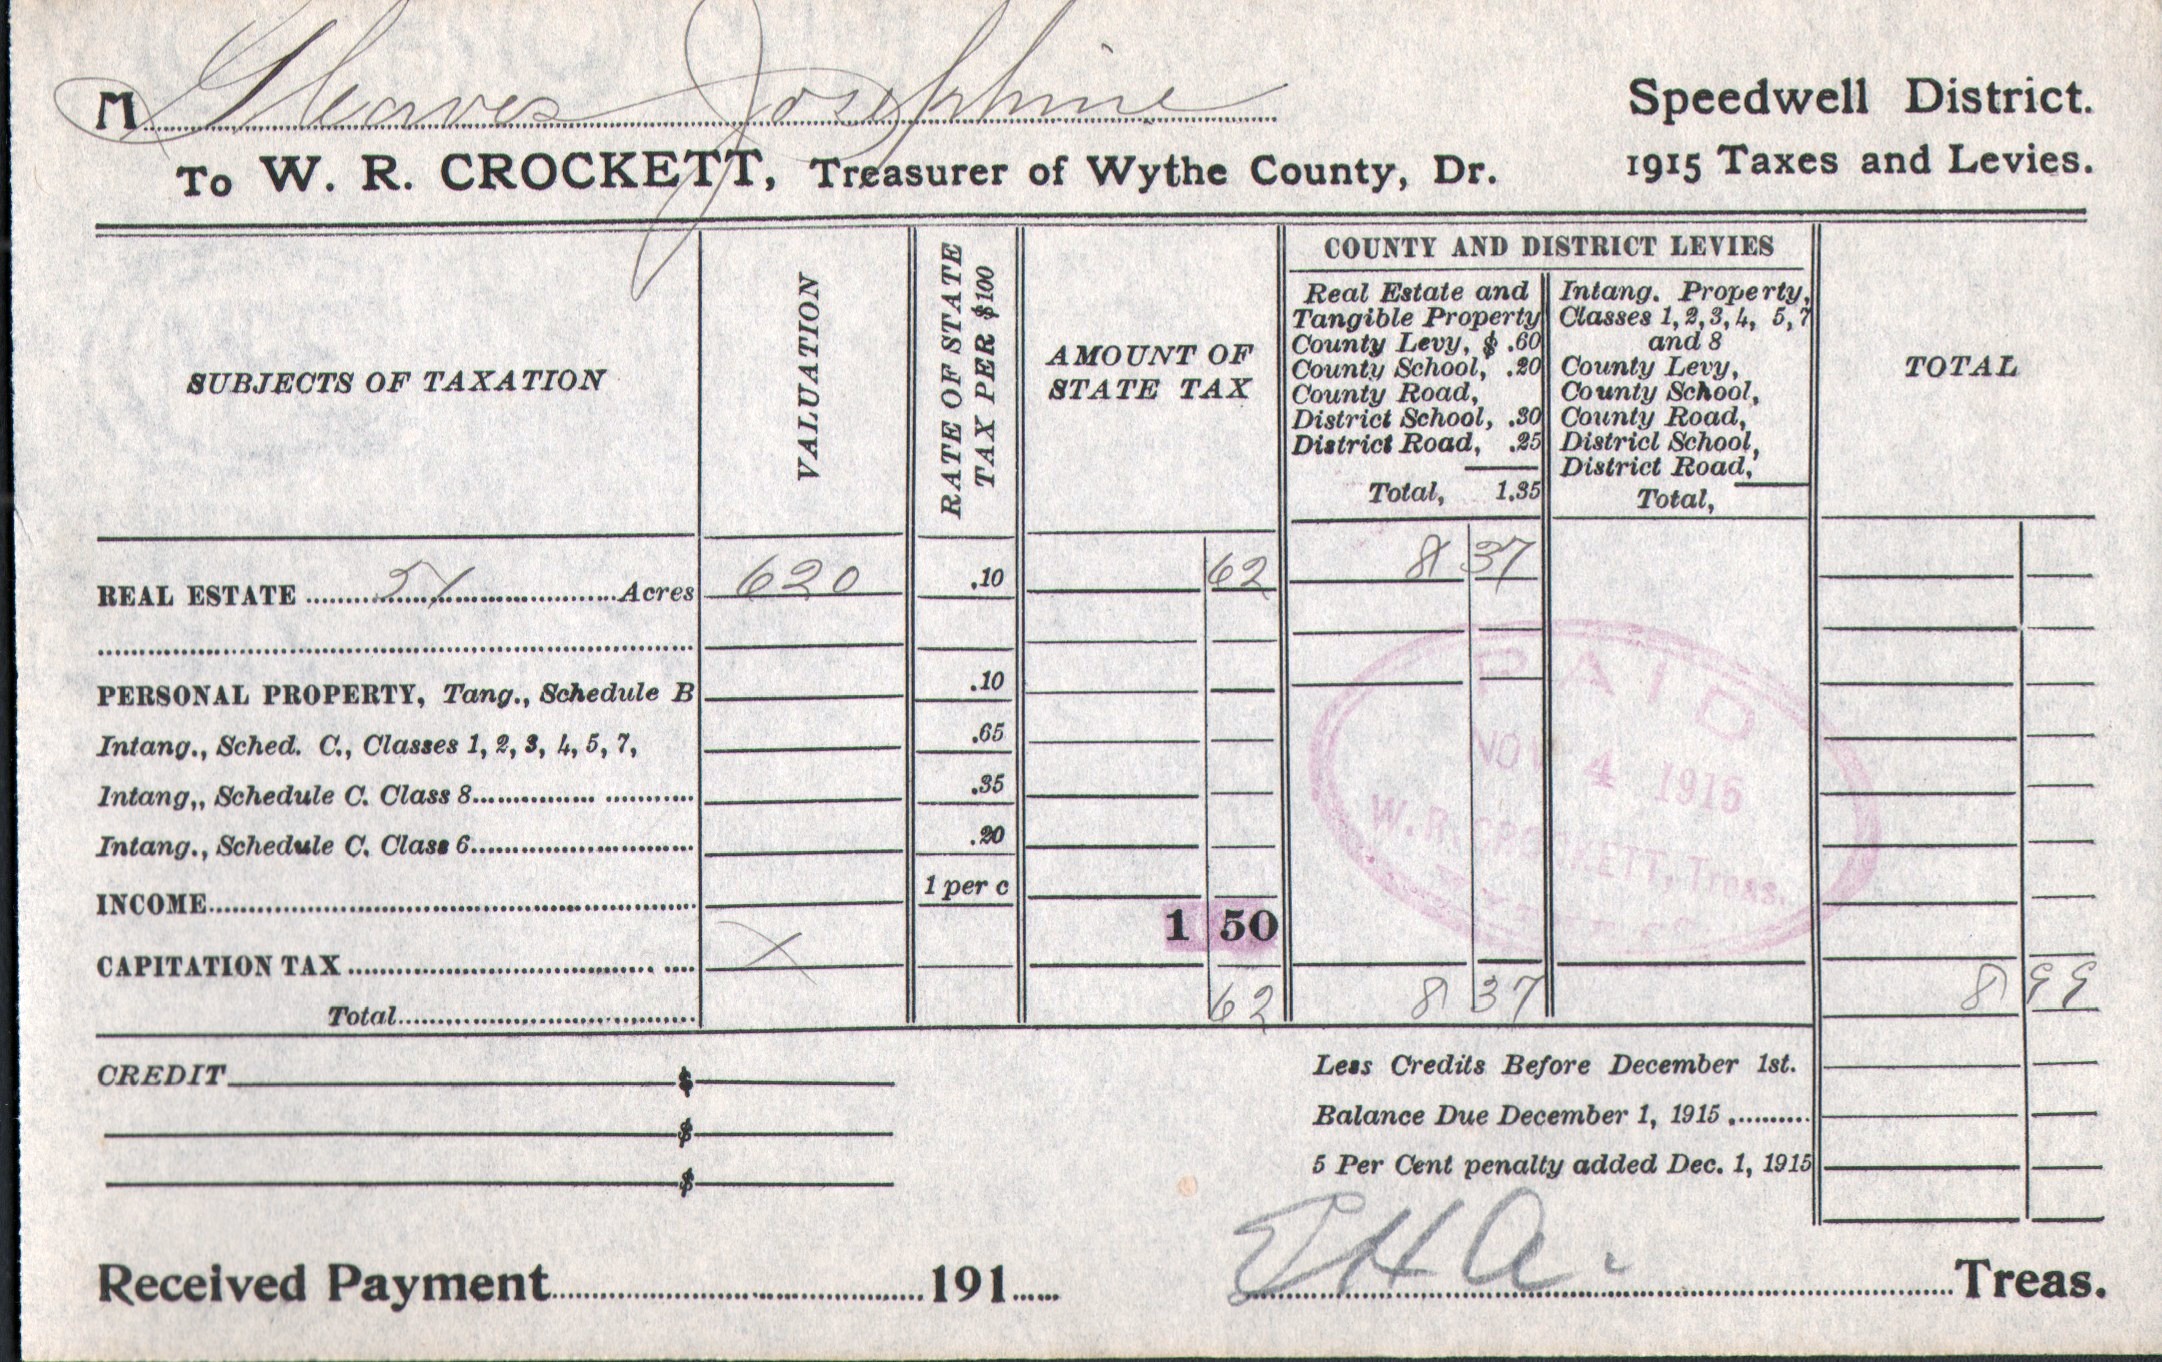 M Gleaves Josephine
Speedwell District.
To W. R. CROCKETT, Treasurer of Wythe County, Dr.
1915 Taxes and Levies.
SUBJECTS OF TAXATION
VALUATION
RATE OF STATE
TAX PER $100
AMOUNT OF
STATE TAX
COUNTY AND DISTRICT LEVIES
Real Estate and
Tangible Property
County Levy, $ .60
County School, .20
County Road,
District School, .30
District Road, .25
Total, 1.35
Intang. Property,
Classes 1, 2, 3, 4, 5, 7
and 8
County Levy,
County School,
County Road,
District School,
District Road,
Total,
TOTAL
REAL ESTATE 51 Acres 620 .10 62 8 37
PERSONAL PROPERTY, Tang., Schedule B .10
Intang., Sched. C., Classes 1, 2, 3, 4, 5, 7, .65
Intang,, Schedule C. Class 8 .35
Intang., Schedule C. Class 6 .20
INCOME 1 per c
CAPITATION TAX X 1 50
Total 62 8 37 8 99
PAID
NOV 4 1915
W. R. CROCKETT, Treas.
CREDIT $
$
$
Less Credits Before December 1st.
Balance Due December 1, 1915 ,
5 Per Cent penalty added Dec. 1, 1915
Received Payment 191 EHA. Treas.